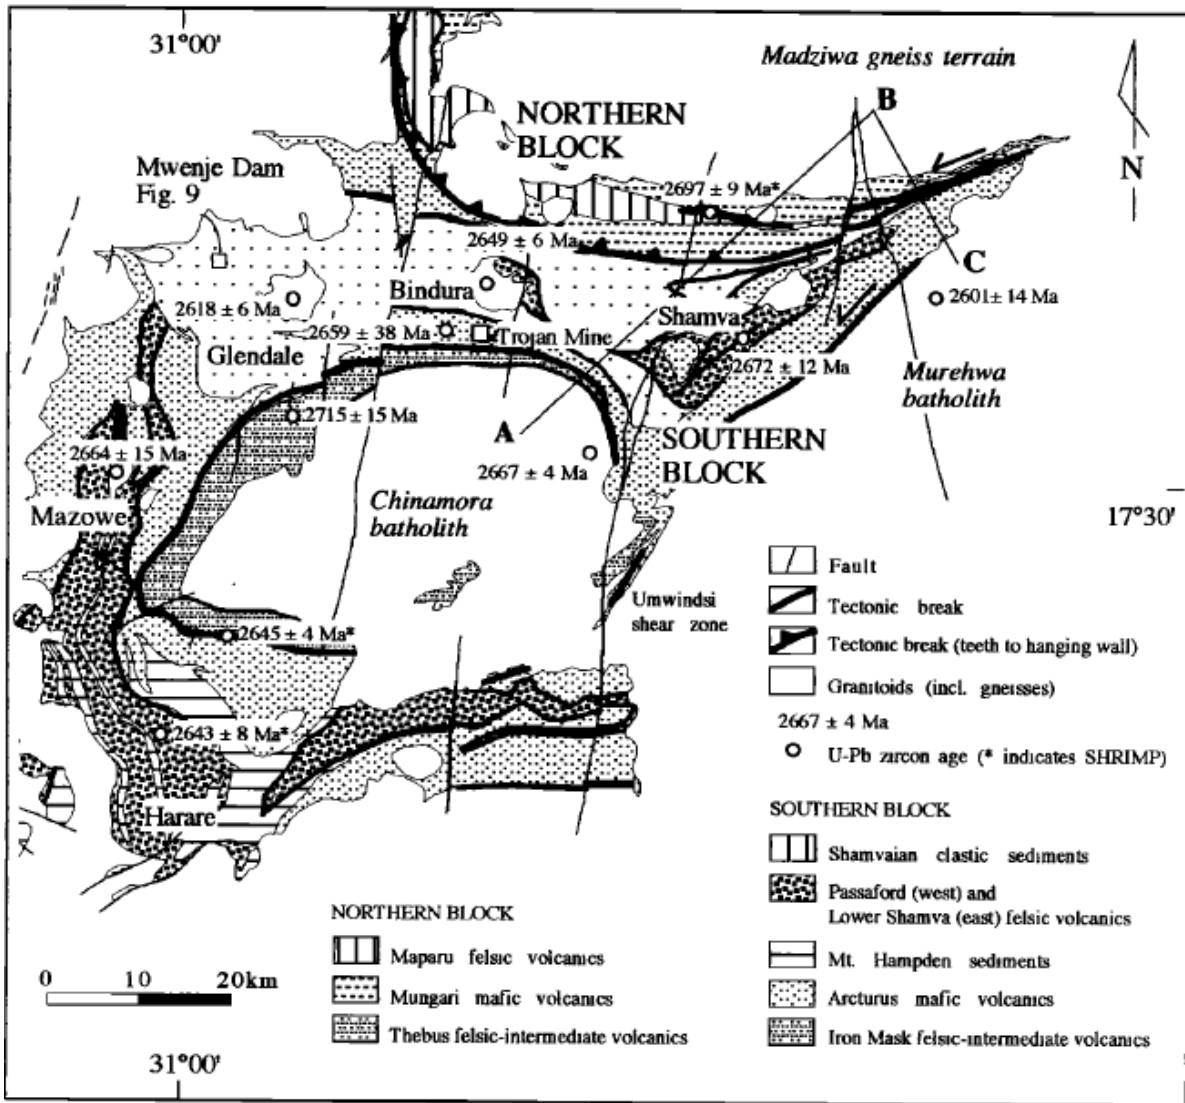 31°00'
Madziwa gneiss terrain
B
NORTHERN
BLOCK
N
Mwenje Dam
Fig. 9
2697 ± 9 Ma*
2649 ± 6 Ma
C
Bindura
2618 ± 6 Ma
2601± 14 Ma
Shamva
2659 ± 38 Ma
Trojan Mine
Glendale
2672 ± 12 Ma
Murehwa
batholith
2715 ± 15 Ma
A
SOUTHERN
BLOCK
2664 ± 15 Ma
2667 ± 4 Ma
Mazowe
Chinamora
batholith
17°30'
Umwindsi
shear zone
2645 ± 4 Ma*
2643 ± 8 Ma*
Harare
Fault
Tectonic break
Tectonic break (teeth to hanging wall)
Granitoids (incl. gneisses)
2667 ± 4 Ma
U-Pb zircon age (* indicates SHRIMP)
SOUTHERN BLOCK
Shamvaian clastic sediments
Passaford (west) and
Lower Shamva (east) felsic volcanics
Mt. Hampden sediments
Arcturus mafic volcanics
Iron Mask felsic-intermediate volcanics
NORTHERN BLOCK
Maparu felsic volcanics
Mungari mafic volcanics
Thebus felsic-intermediate volcanics
0 10 20km
31°00'